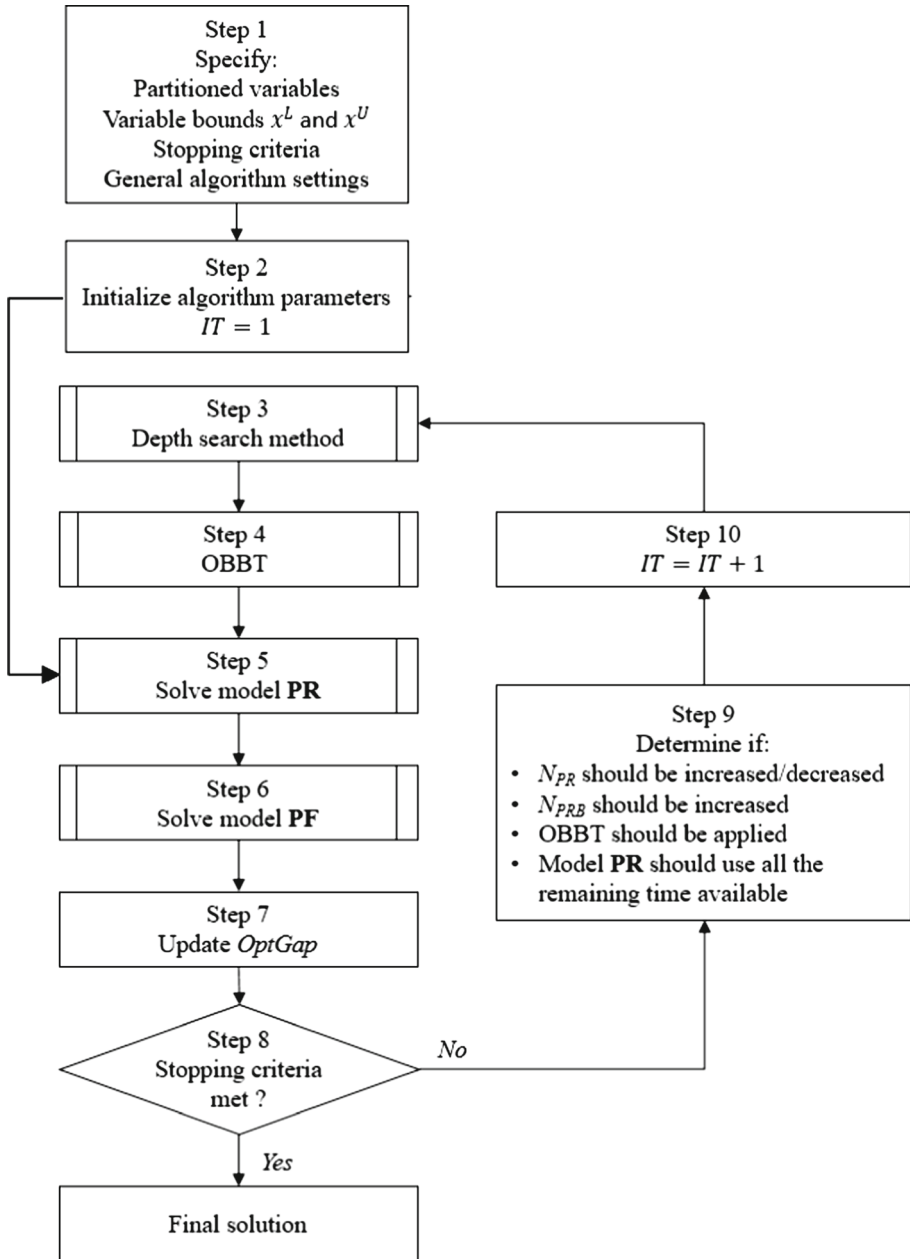 Step 1
Specify:
Partitioned variables
Variable bounds x^L and x^U
Stopping criteria
General algorithm settings
Step 2
Initialize algorithm parameters
IT = 1
Step 3
Depth search method
Step 4
OBBT
Step 5
Solve model PR
Step 6
Solve model PF
Step 7
Update OptGap
Step 8
Stopping criteria
met ?
No
Yes
Final solution
Step 9
Determine if:
• N_PR should be increased/decreased
• N_PRB should be increased
• OBBT should be applied
• Model PR should use all the
remaining time available
Step 10
IT = IT + 1